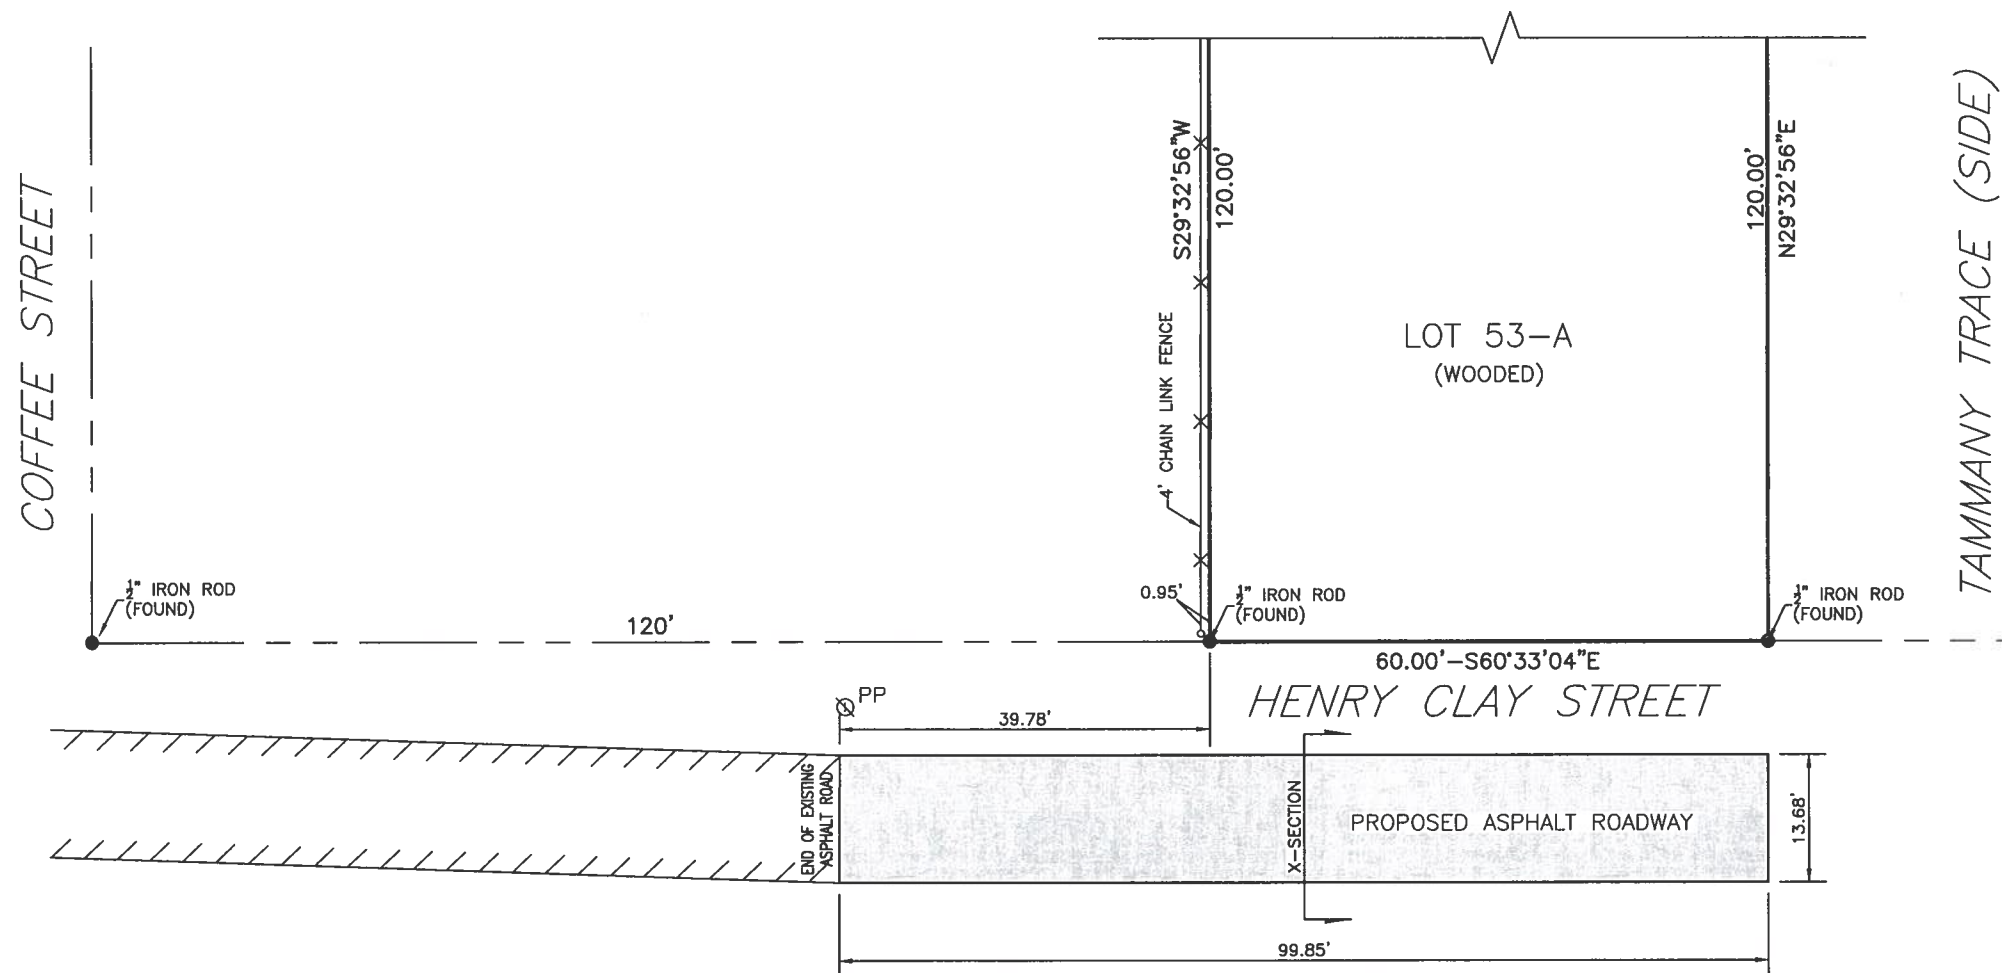 COFFEE STREET
S29°32'56"W
120.00'
120.00'
N29°32'56"E
TAMMANY TRACE (SIDE)
LOT 53-A
(WOODED)
4' CHAIN LINK FENCE
½" IRON ROD
(FOUND)
120'
0.95'
½" IRON ROD
(FOUND)
½" IRON ROD
(FOUND)
60.00'-S60°33'04"E
HENRY CLAY STREET
PP
39.78'
END OF EXISTING
ASPHALT ROAD
X-SECTION
PROPOSED ASPHALT ROADWAY
13.68'
99.85'